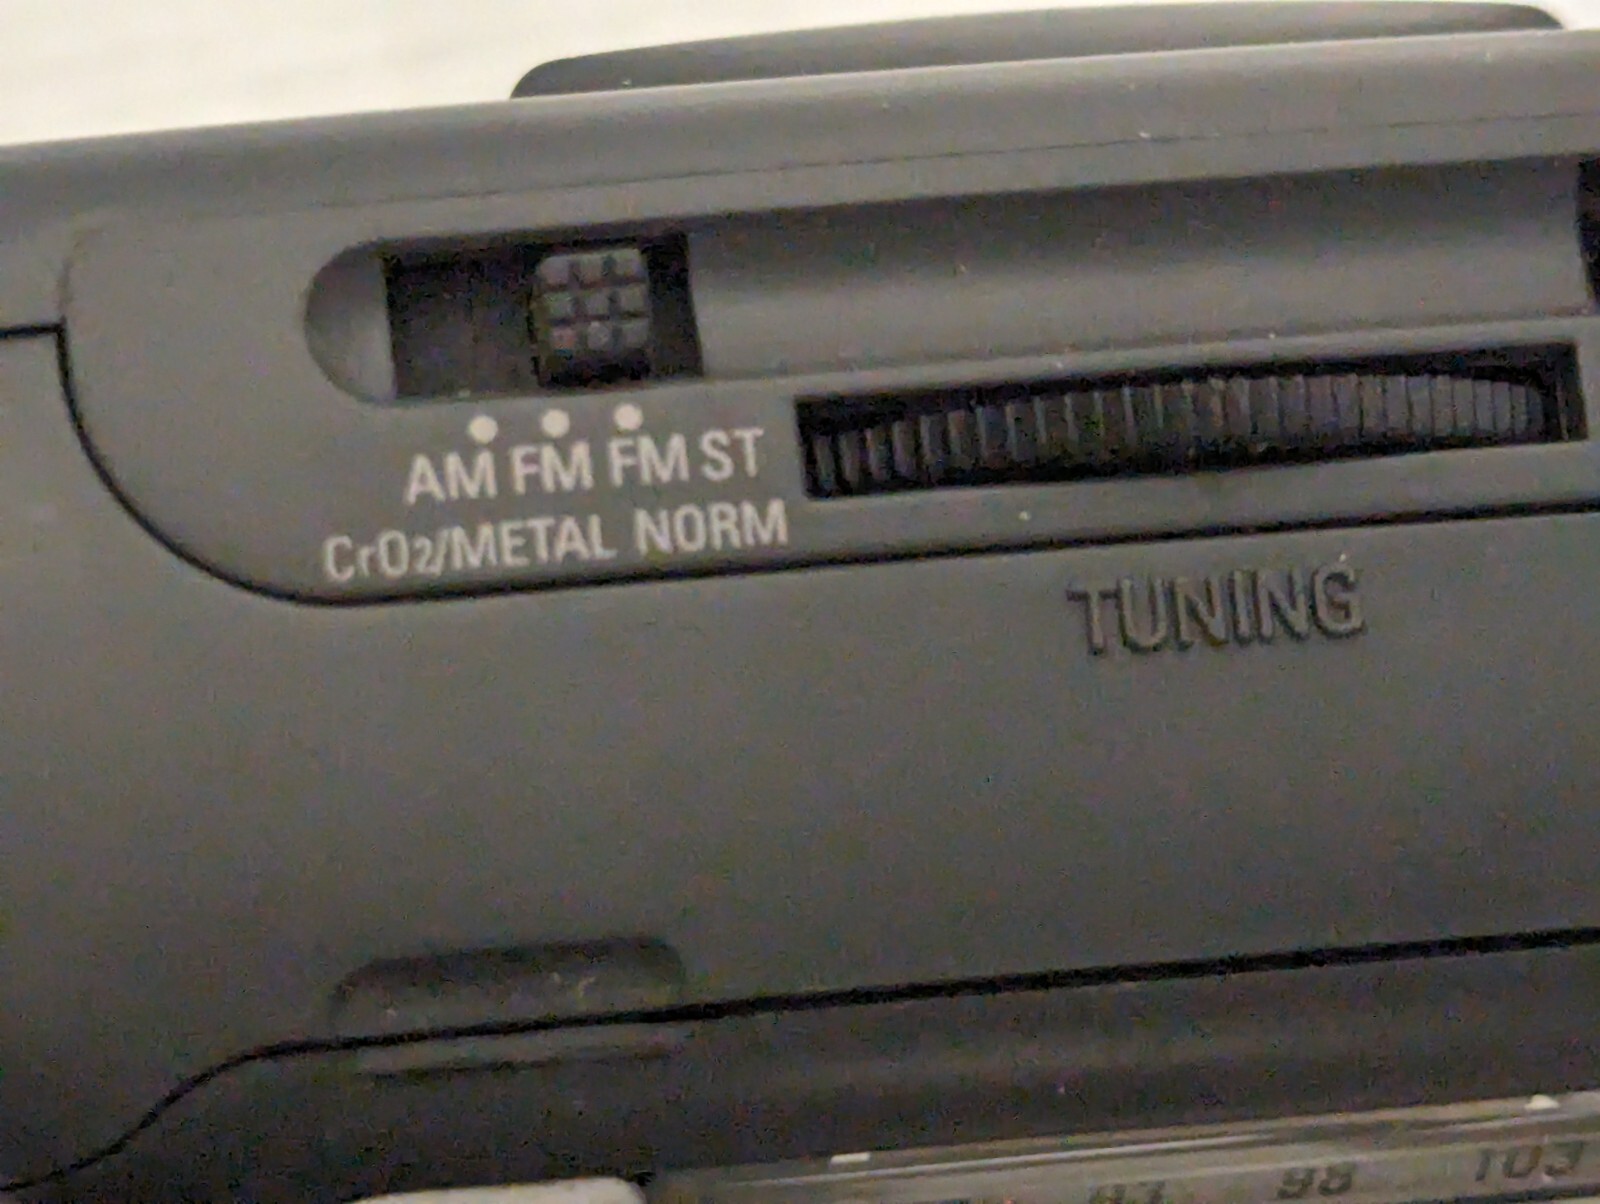 AM FM FM ST
CrO2/METAL NORM
TUNING
98 103